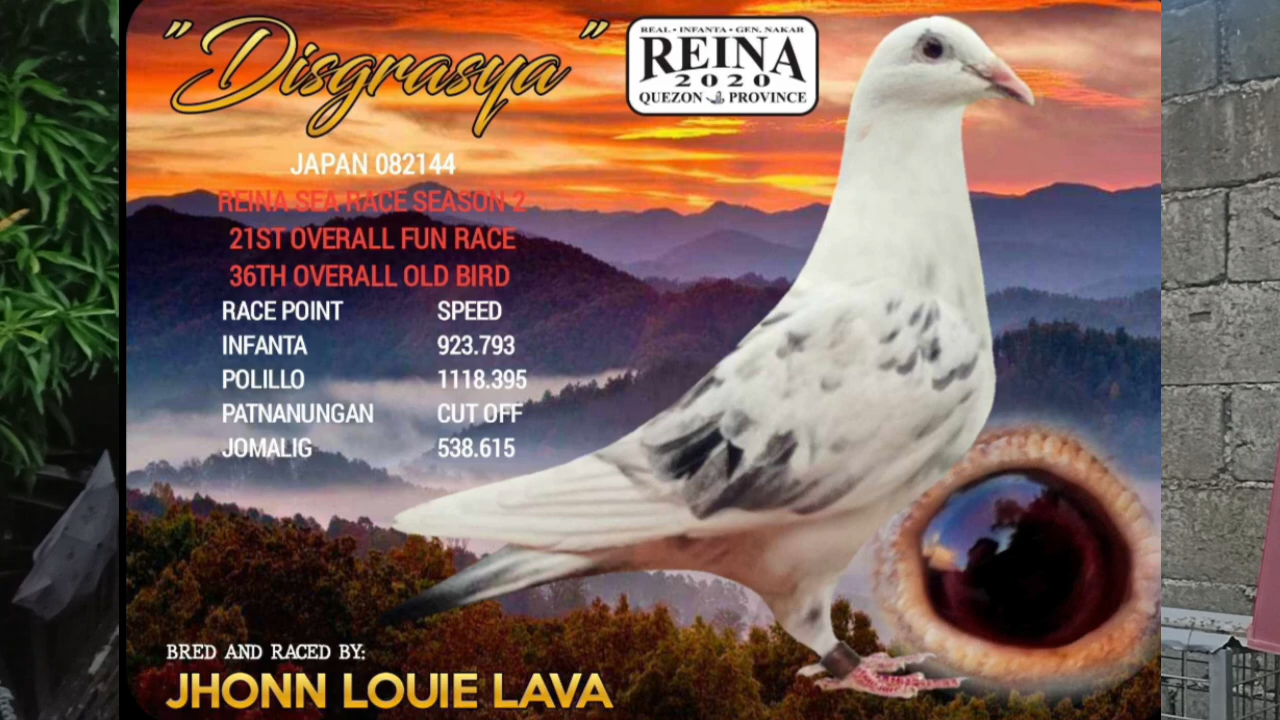 "Disgrasya"
REAL • INFANTA • GEN. NAKAR
REINA
2020
QUEZON PROVINCE
JAPAN 082144
REINA SEA RACE SEASON 2
21ST OVERALL FUN RACE
36TH OVERALL OLD BIRD
RACE POINT SPEED
INFANTA 923.793
POLILLO 1118.395
PATNANUNGAN CUT OFF
JOMALIG 538.615
BRED AND RACED BY:
JHONN LOUIE LAVA